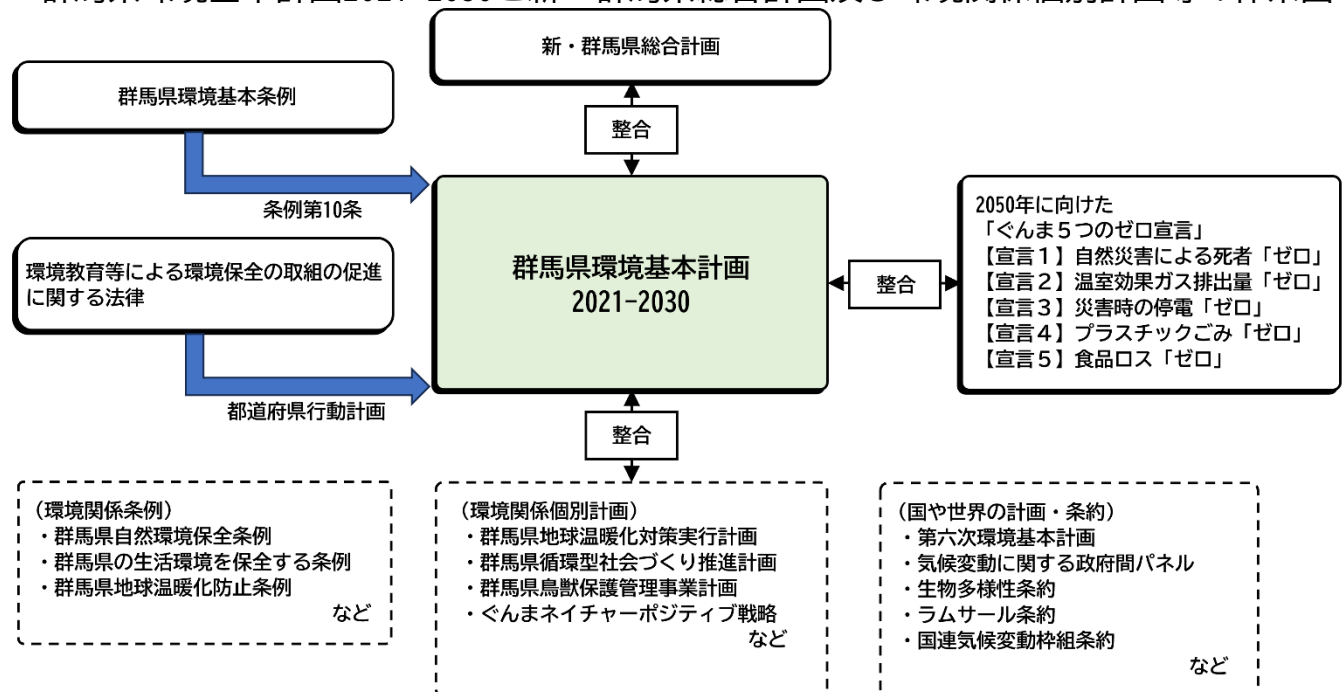 新・群馬県総合計画
群馬県環境基本条例
整合
条例第10条
環境教育等による環境保全の取組の促進
に関する法律
都道府県行動計画
群馬県環境基本計画
2021-2030
整合
2050年に向けた
「ぐんま５つのゼロ宣言」
【宣言１】自然災害による死者「ゼロ」
【宣言２】温室効果ガス排出量「ゼロ」
【宣言３】災害時の停電「ゼロ」
【宣言４】プラスチックごみ「ゼロ」
【宣言５】食品ロス「ゼロ」
整合
（環境関係条例）
・群馬県自然環境保全条例
・群馬県の生活環境を保全する条例
・群馬県地球温暖化防止条例
など
（環境関係個別計画）
・群馬県地球温暖化対策実行計画
・群馬県循環型社会づくり推進計画
・群馬県鳥獣保護管理事業計画
・ぐんまネイチャーポジティブ戦略
など
（国や世界の計画・条約）
・第六次環境基本計画
・気候変動に関する政府間パネル
・生物多様性条約
・ラムサール条約
・国連気候変動枠組条約
など